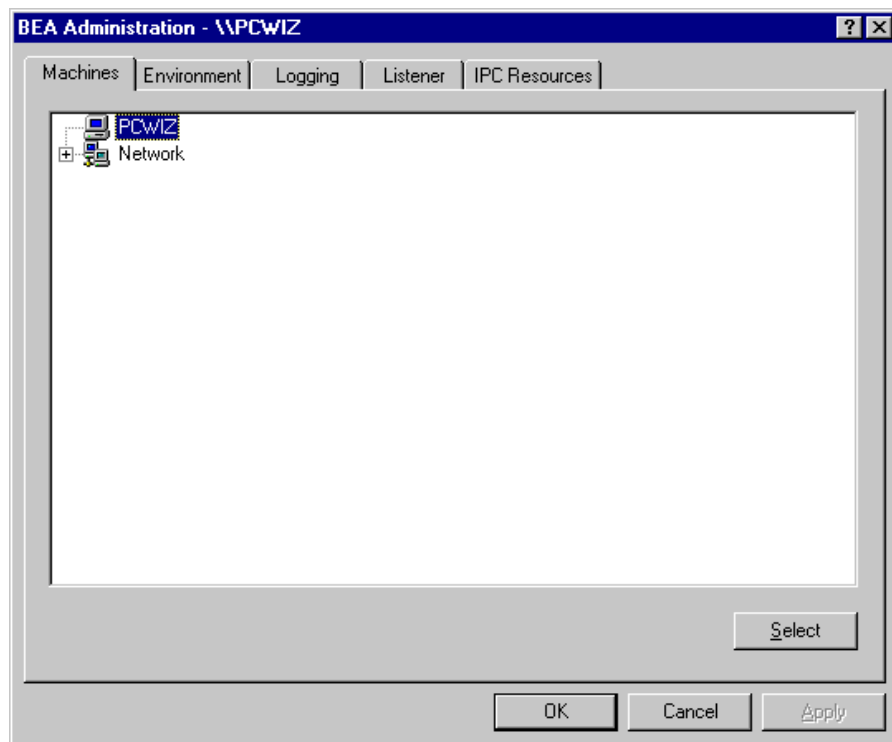 BEA Administration - \\PCWIZ
Machines Environment Logging Listener IPC Resources
PCWIZ
Network
Select
OK Cancel Apply